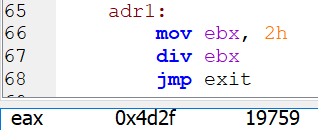 65 adr1:
66 mov ebx, 2h
67 div ebx
68 jmp exit
eax 0x4d2f 19759